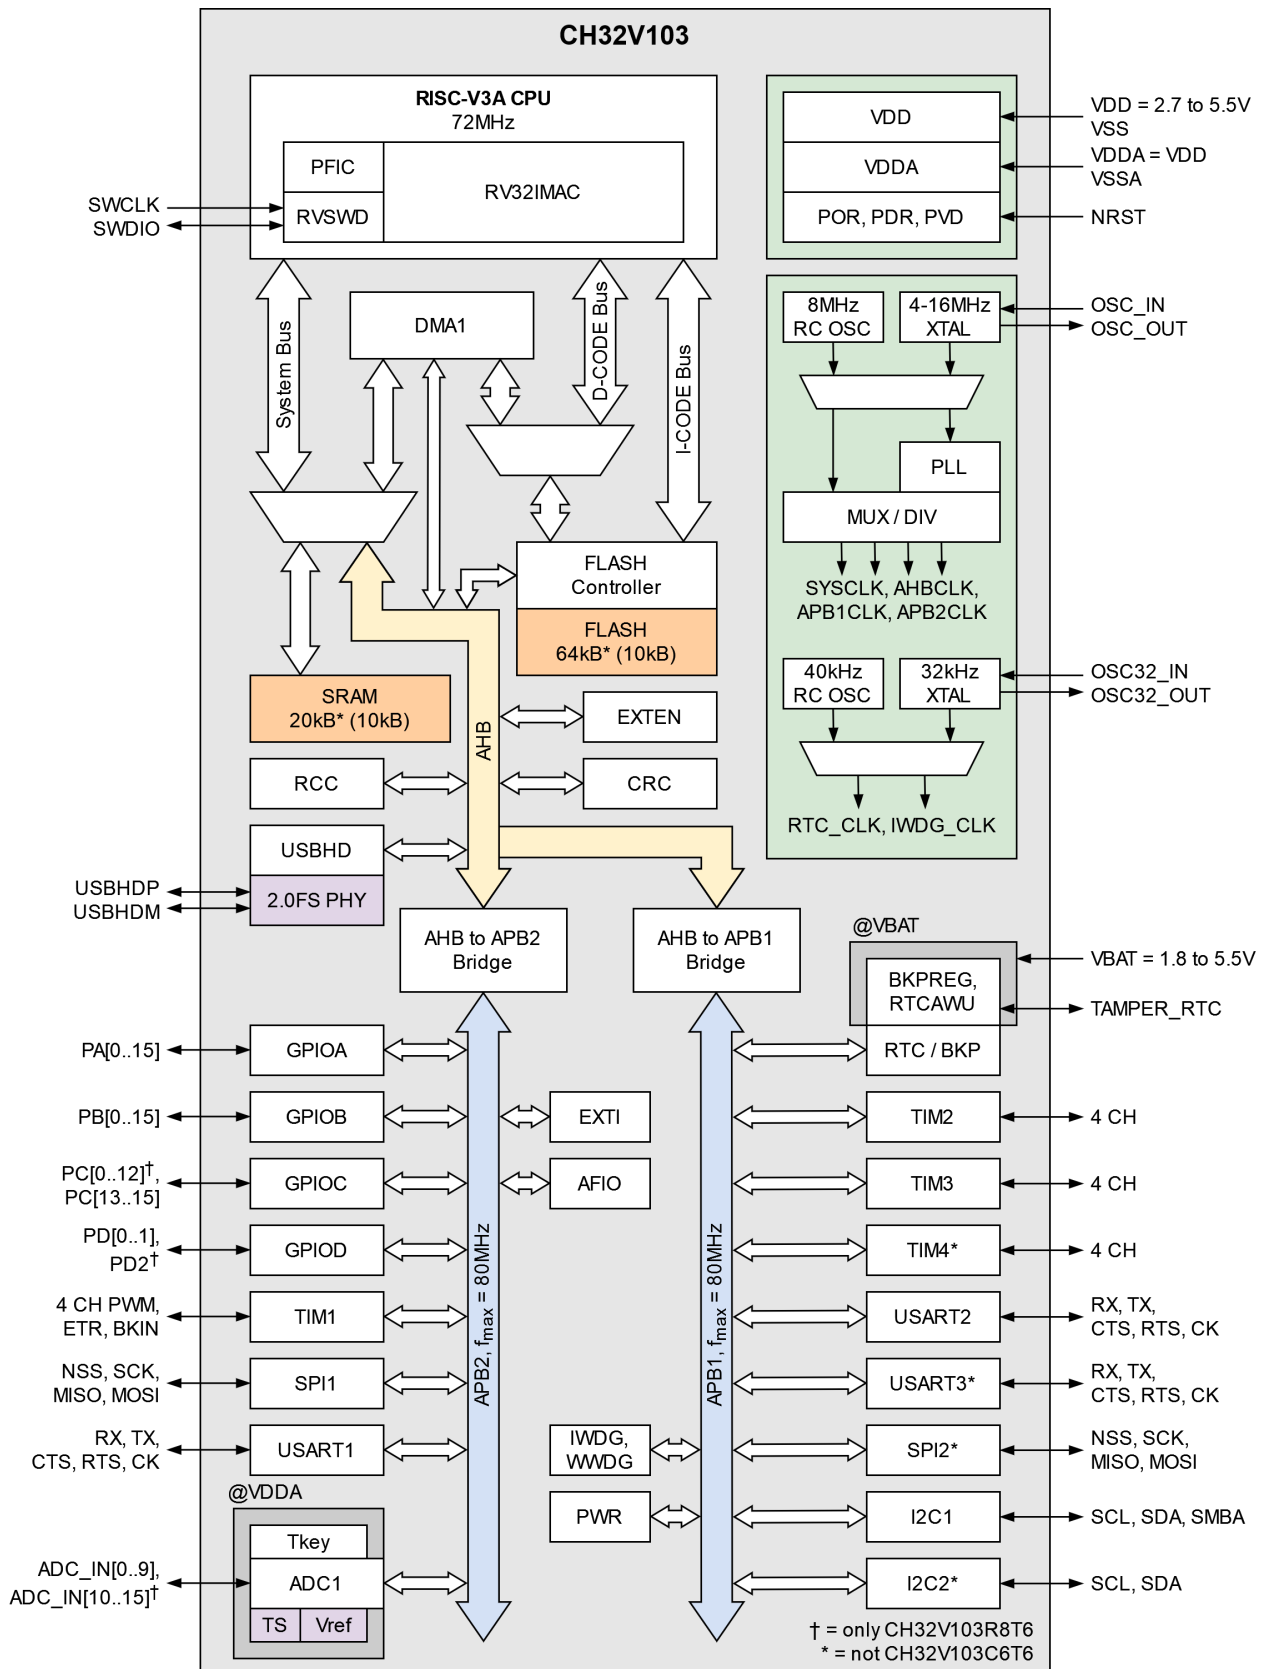 CH32V103
RISC-V3A CPU
72MHz
PFIC
RVSWD
RV32IMAC
SWCLK
SWDIO
VDD
VDDA
POR, PDR, PVD
VDD = 2.7 to 5.5V
VSS
VDDA = VDD
VSSA
NRST
System Bus
DMA1
D-CODE Bus
I-CODE Bus
8MHz
RC OSC
4-16MHz
XTAL
OSC_IN
OSC_OUT
PLL
MUX / DIV
SYSCLK, AHBCLK,
APB1CLK, APB2CLK
FLASH
Controller
FLASH
64kB* (10kB)
SRAM
20kB* (10kB)
AHB
EXTEN
40kHz
RC OSC
32kHz
XTAL
OSC32_IN
OSC32_OUT
RTC_CLK, IWDG_CLK
RCC
CRC
USBHD
2.0FS PHY
USBHDP
USBHDM
AHB to APB2
Bridge
AHB to APB1
Bridge
@VBAT
BKPREG,
RTCAWU
RTC / BKP
VBAT = 1.8 to 5.5V
TAMPER_RTC
PA[0..15]
GPIOA
PB[0..15]
GPIOB
EXTI
TIM2
4 CH
PC[0..12]†,
PC[13..15]
GPIOC
AFIO
TIM3
4 CH
PD[0..1],
PD2†
GPIOD
APB2, fmax = 80MHz
APB1, fmax = 80MHz
TIM4*
4 CH
4 CH PWM,
ETR, BKIN
TIM1
USART2
RX, TX,
CTS, RTS, CK
NSS, SCK,
MISO, MOSI
SPI1
USART3*
RX, TX,
CTS, RTS, CK
RX, TX,
CTS, RTS, CK
USART1
IWDG,
WWDG
SPI2*
NSS, SCK,
MISO, MOSI
@VDDA
PWR
I2C1
SCL, SDA, SMBA
Tkey
ADC1
TS
Vref
ADC_IN[0..9],
ADC_IN[10..15]†
I2C2*
SCL, SDA
† = only CH32V103R8T6
* = not CH32V103C6T6